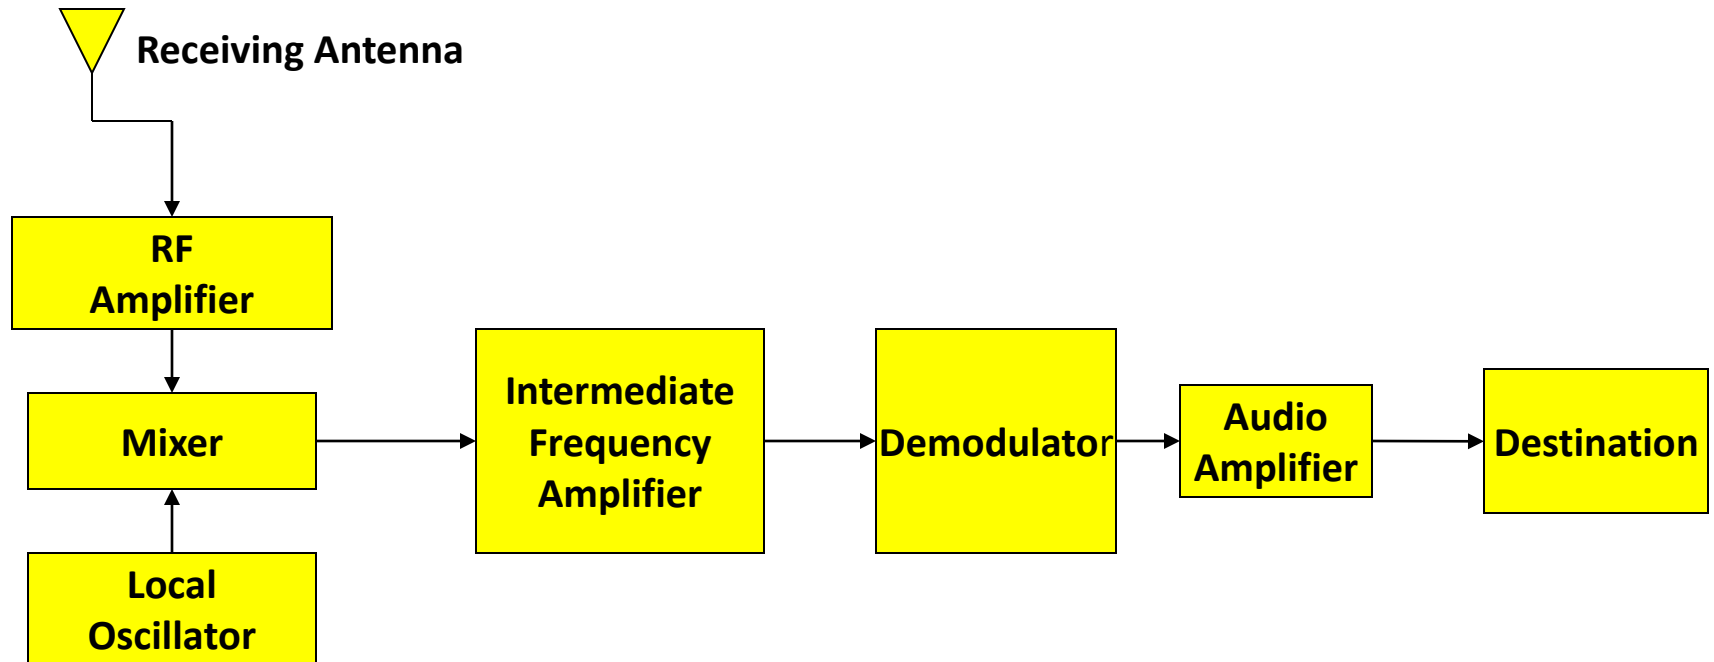 Receiving Antenna
RF
Amplifier
Mixer
Local
Oscillator
Intermediate
Frequency
Amplifier
Demodulator
Audio
Amplifier
Destination